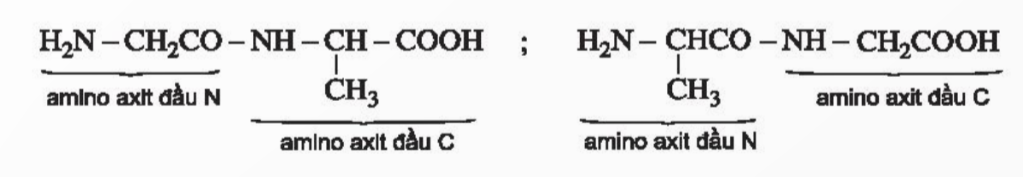 H₂N – CH₂CO – NH – CH – COOH ; H₂N – CHCO – NH – CH₂COOH
CH₃ CH₃
amino axit đầu N amino axit đầu C
amino axit đầu C amino axit đầu N